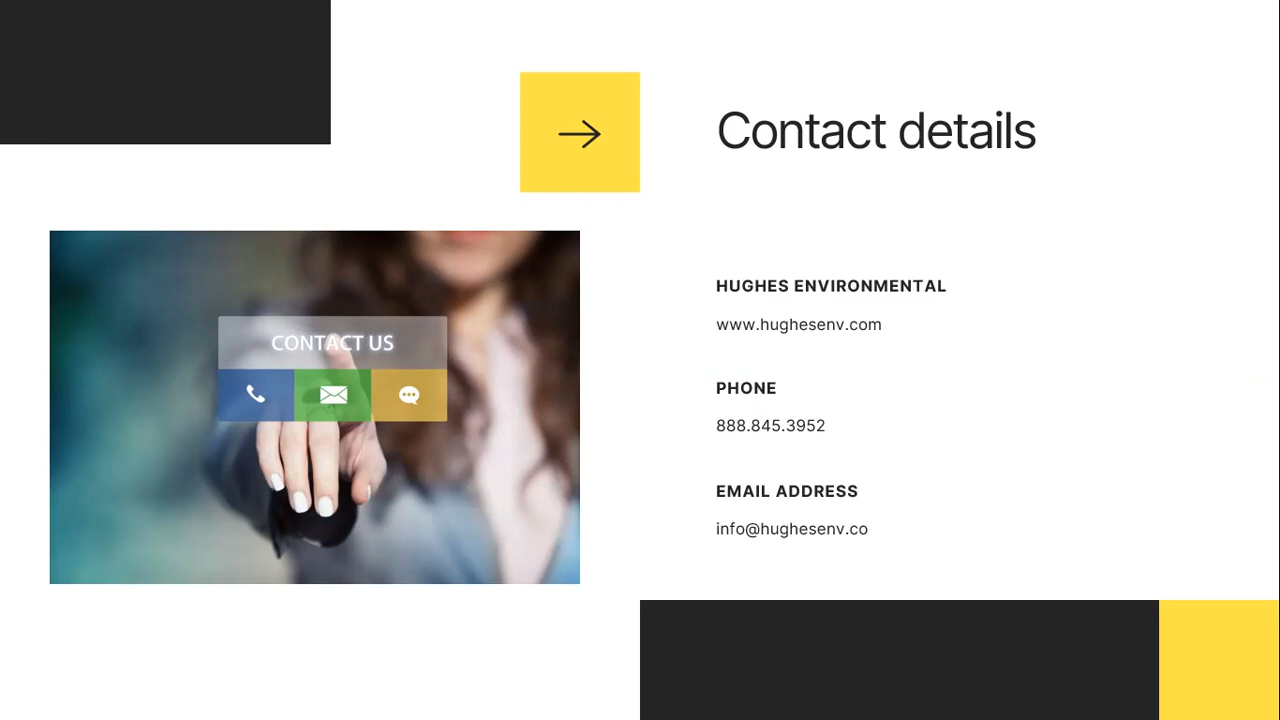 Contact details
CONTACT US
HUGHES ENVIRONMENTAL
www.hughesenv.com
PHONE
888.845.3952
EMAIL ADDRESS
info@hughesenv.co